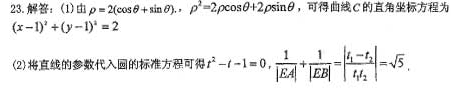 23.解答：(1)由 ρ = 2(cosθ + sinθ).，ρ²=2ρcosθ+2ρsinθ，可得曲线 C 的直角坐标方程为
(x-1)² + (y-1)² = 2
(2)将直线的参数代入圆的标准方程可得 t² - t - 1 = 0，1/|EA| + 1/|EB| = |(t₁ - t₂)/(t₁t₂)| = √5．